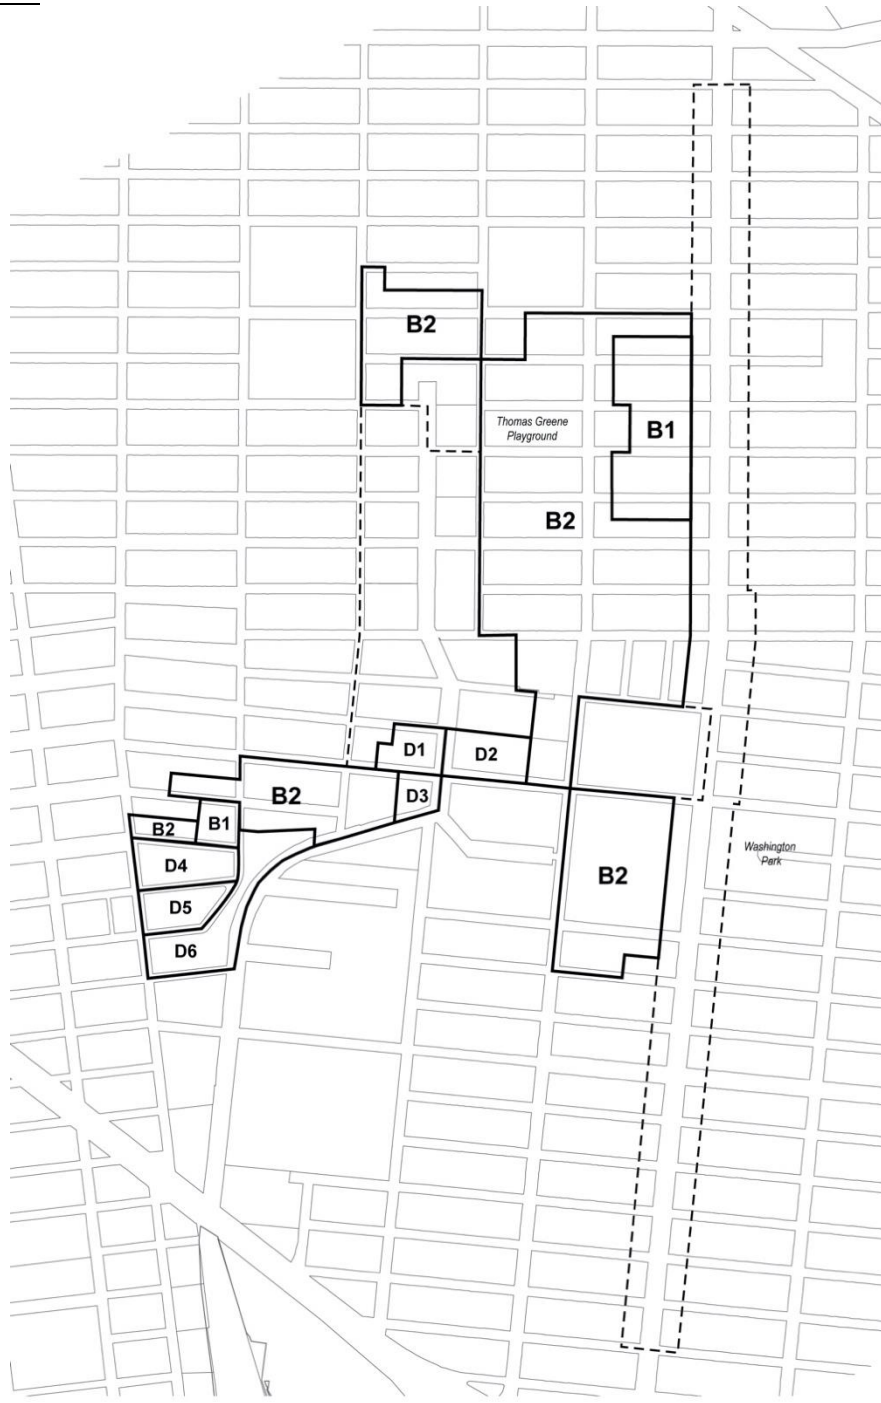 B2
Thomas Greene
Playground
B1
B2
D1
D2
B2
D3
B2
B1
D4
D5
D6
B2
Washington
Park